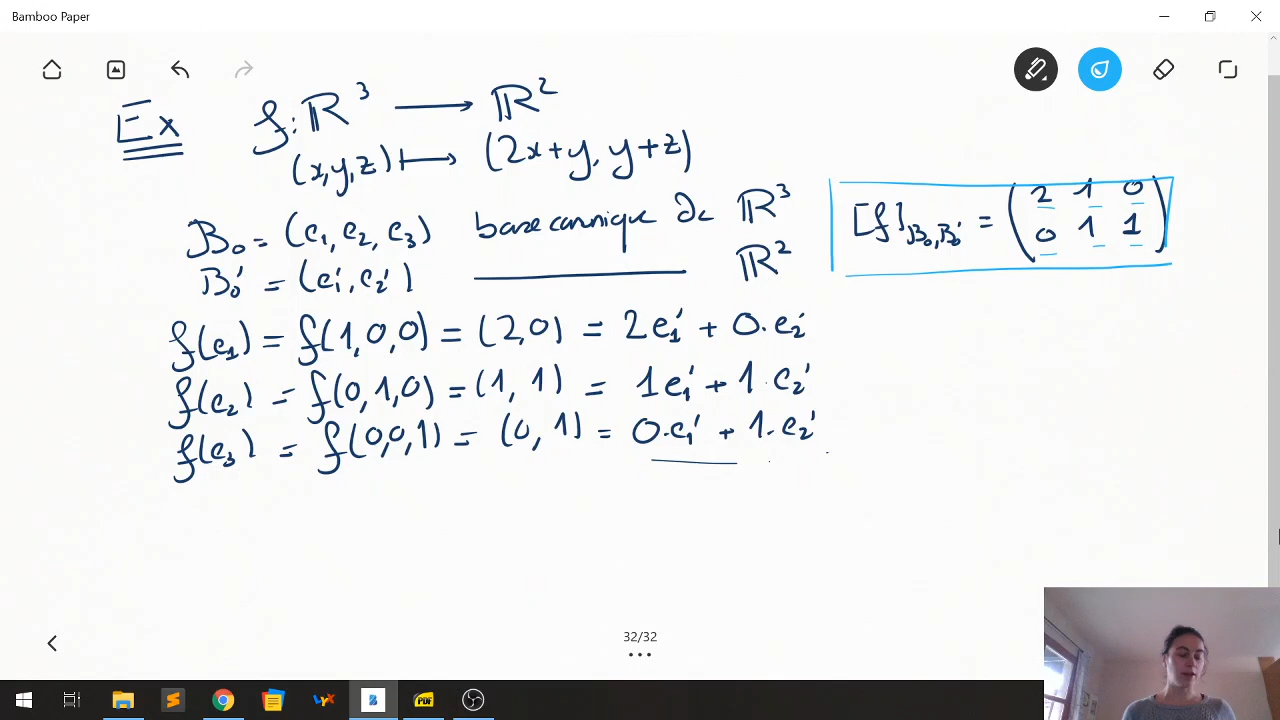 Bamboo Paper
Ex f: ℝ³ ⟶ ℝ²
(x,y,z) ⟼ (2x+y, y+z)
B₀ = (e₁, e₂, e₃) base canonique de ℝ³
B₀' = (e₁', e₂') ———— ℝ²
[f]B₀,B₀' = (2 1 0
0 1 1)
f(e₁) = f(1,0,0) = (2,0) = 2e₁' + 0.e₂'
f(e₂) = f(0,1,0) = (1, 1) = 1e₁' + 1.e₂'
f(e₃) = f(0,0,1) = (0, 1) = 0.e₁' + 1.e₂'
32/32